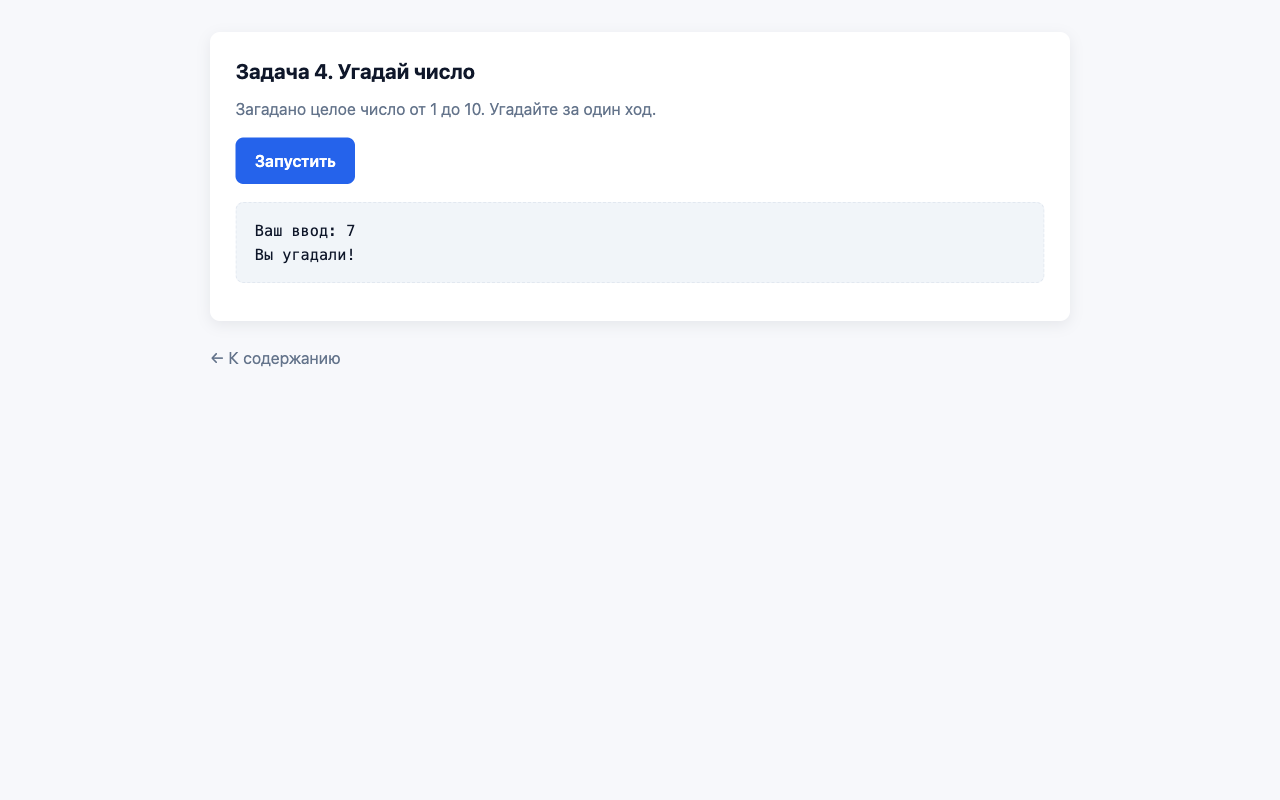 Задача 4. Угадай число
Загадано целое число от 1 до 10. Угадайте за один ход.
Запустить
Ваш ввод: 7
Вы угадали!
← К содержанию